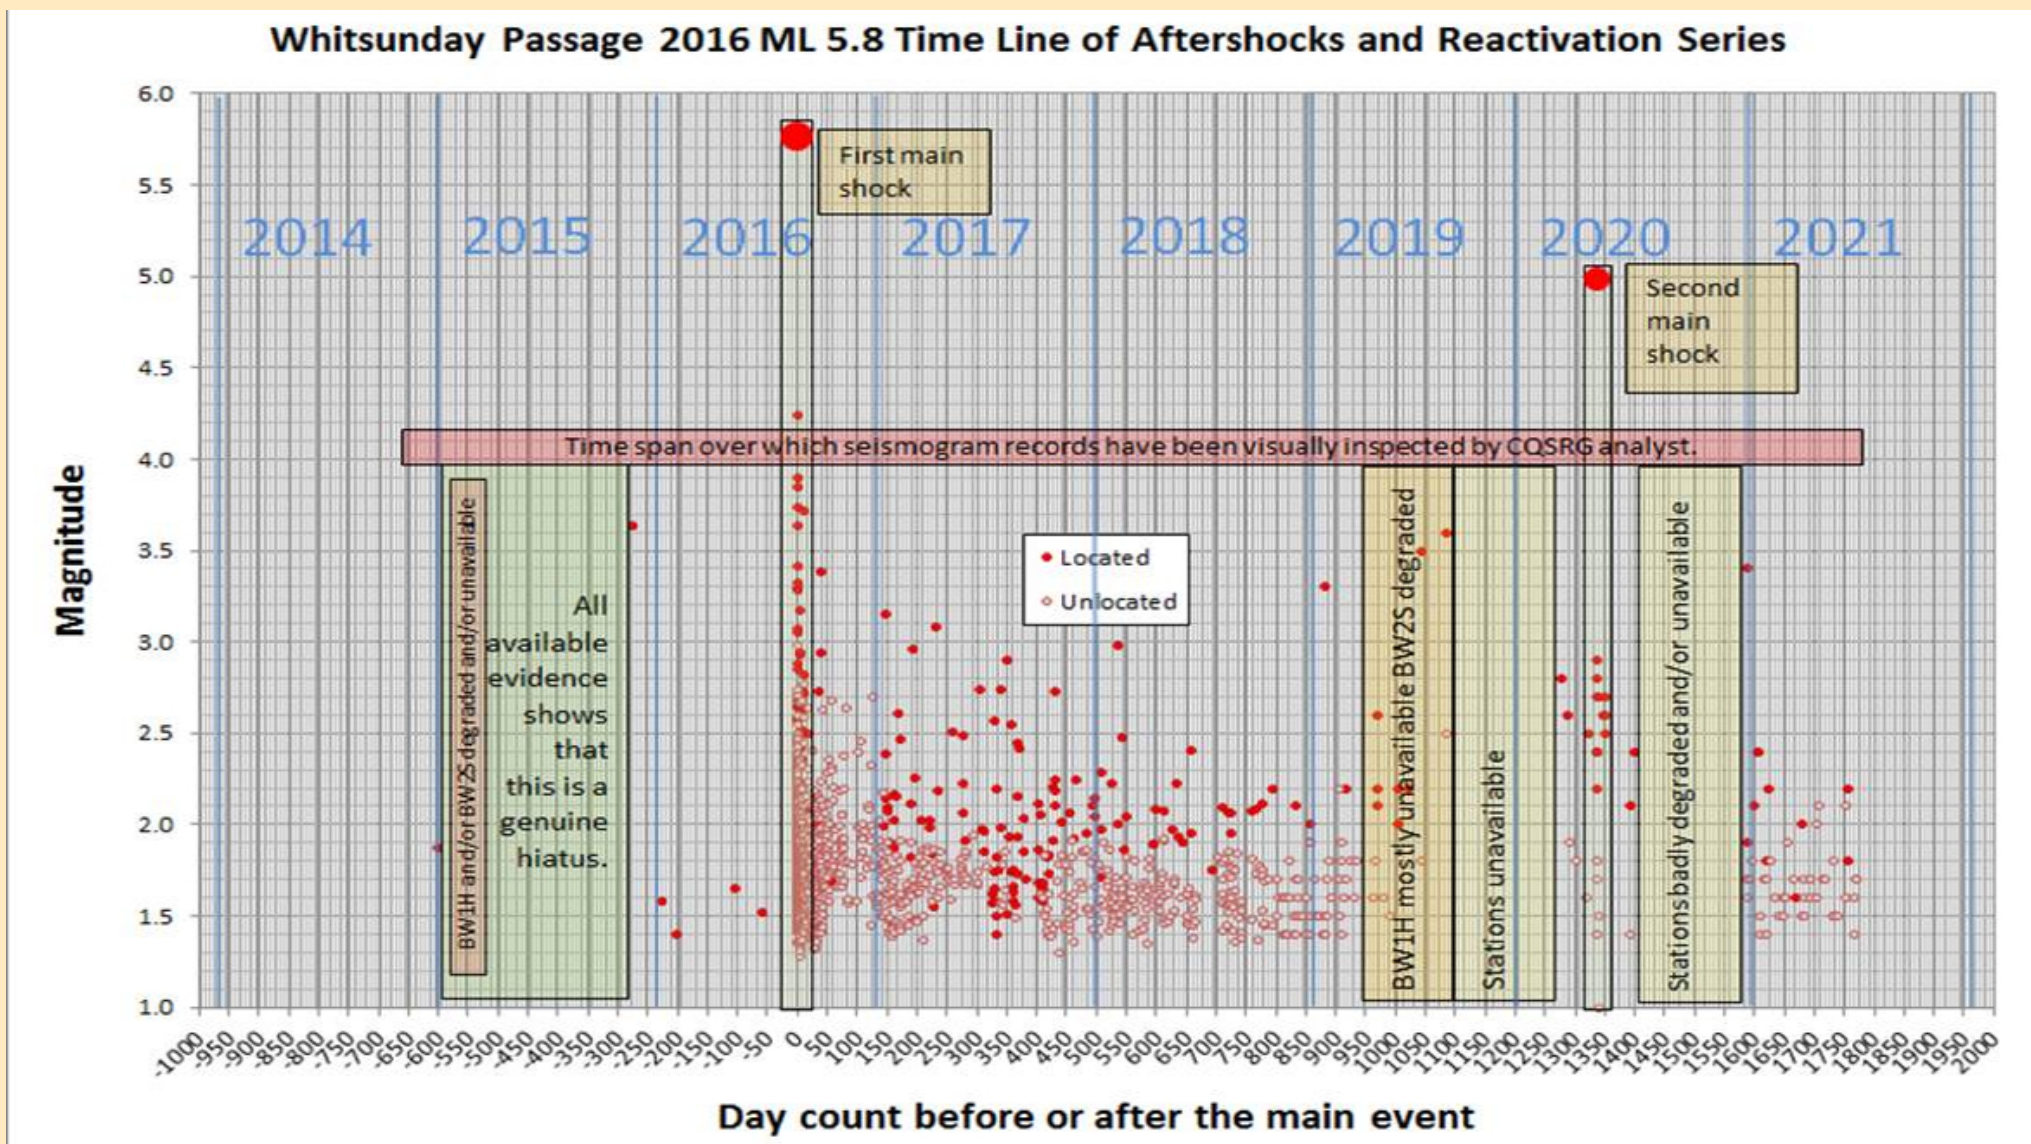 Whitsunday Passage 2016 ML 5.8 Time Line of Aftershocks and Reactivation Series
6.0
5.5
5.0
4.5
4.0
3.5
3.0
2.5
2.0
1.5
1.0
Magnitude
First main
shock
2014
2015
2016
2017
2018
2019
2020
2021
Second
main
shock
Time span over which seismogram records have been visually inspected by CQSRG analyst.
BW1H and/or BW2S degraded and/or unavailable
All
available
evidence
shows
that
this is a
genuine
hiatus.
Located
Unlocated
BW1H mostly unavailable BW2S degraded
Stations unavailable
Stations badly degraded and/or unavailable
-1000 -950 -900 -850 -800 -750 -700 -650 -600 -550 -500 -450 -400 -350 -300 -250 -200 -150 -100 -50 0 50 100 150 200 250 300 350 400 450 500 550 600 650 700 750 800 850 900 950 1000 1050 1100 1150 1200 1250 1300 1350 1400 1450 1500 1550 1600 1650 1700 1750 1800 1850 1900 1950 2000
Day count before or after the main event